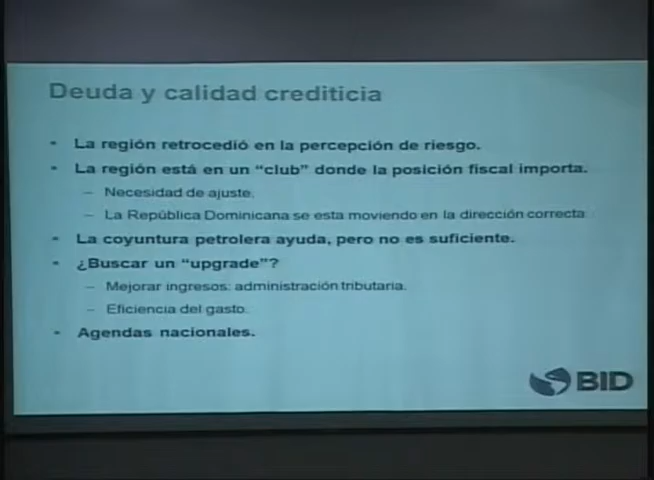 Deuda y calidad crediticia
- La región retrocedió en la percepción de riesgo.
- La región está en un “club” donde la posición fiscal importa.
– Necesidad de ajuste.
– La República Dominicana se esta moviendo en la dirección correcta.
- La coyuntura petrolera ayuda, pero no es suficiente.
- ¿Buscar un “upgrade”?
– Mejorar ingresos: administración tributaria.
– Eficiencia del gasto.
- Agendas nacionales.
BID